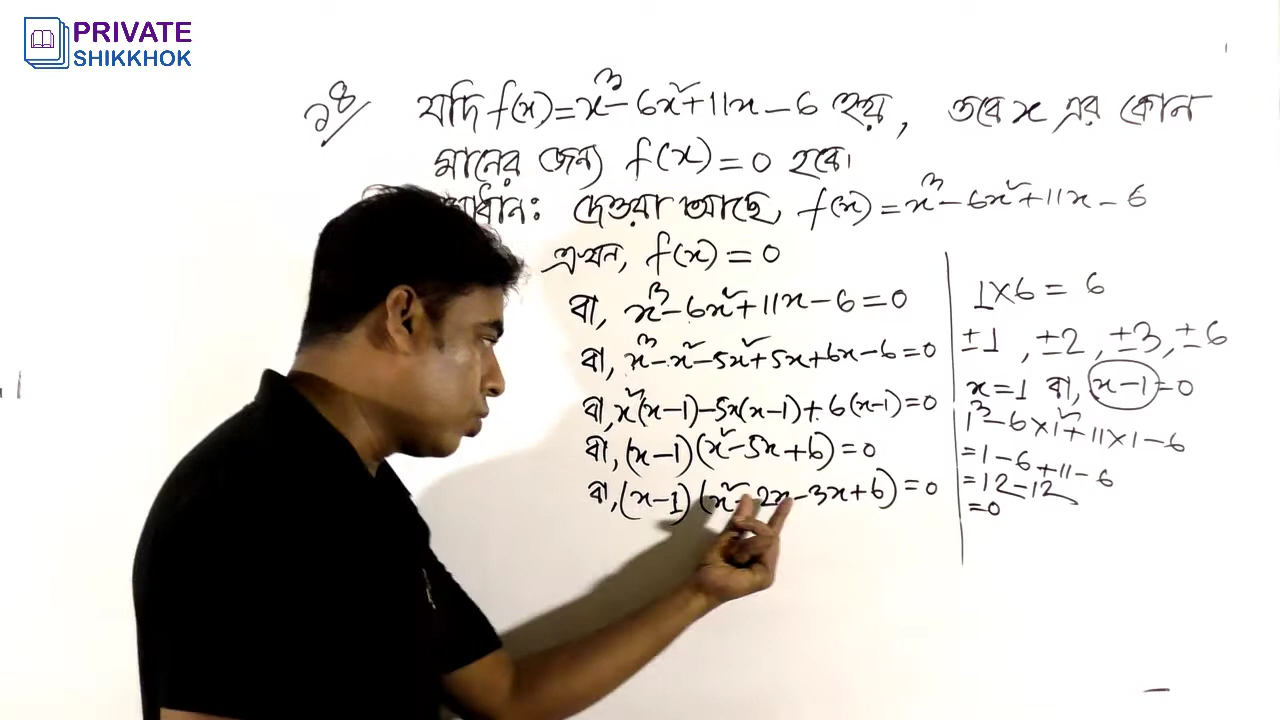 PRIVATE
SHIKKHOK
১৪ যদি f(x)=x³-6x²+11x-6 হয়, তবে x এর কোন
মানের জন্য f(x)=0 হবে।
দেওয়া আছে, f(x)=x³-6x²+11x-6
এখন, f(x)=0
বা, x³-6x²+11x-6=0
বা, x³-x²-5x²+5x+6x-6=0
বা, x²(x-1)-5x(x-1)+6(x-1)=0
বা, (x-1)(x²-5x+6)=0
বা, (x-1)(x²-2x-3x+6)=0
1×6=6
±1, ±2, ±3, ±6
x=1 বা, x-1=0
1³-6×1²+11×1-6
=1-6+11-6
=12-12
=0